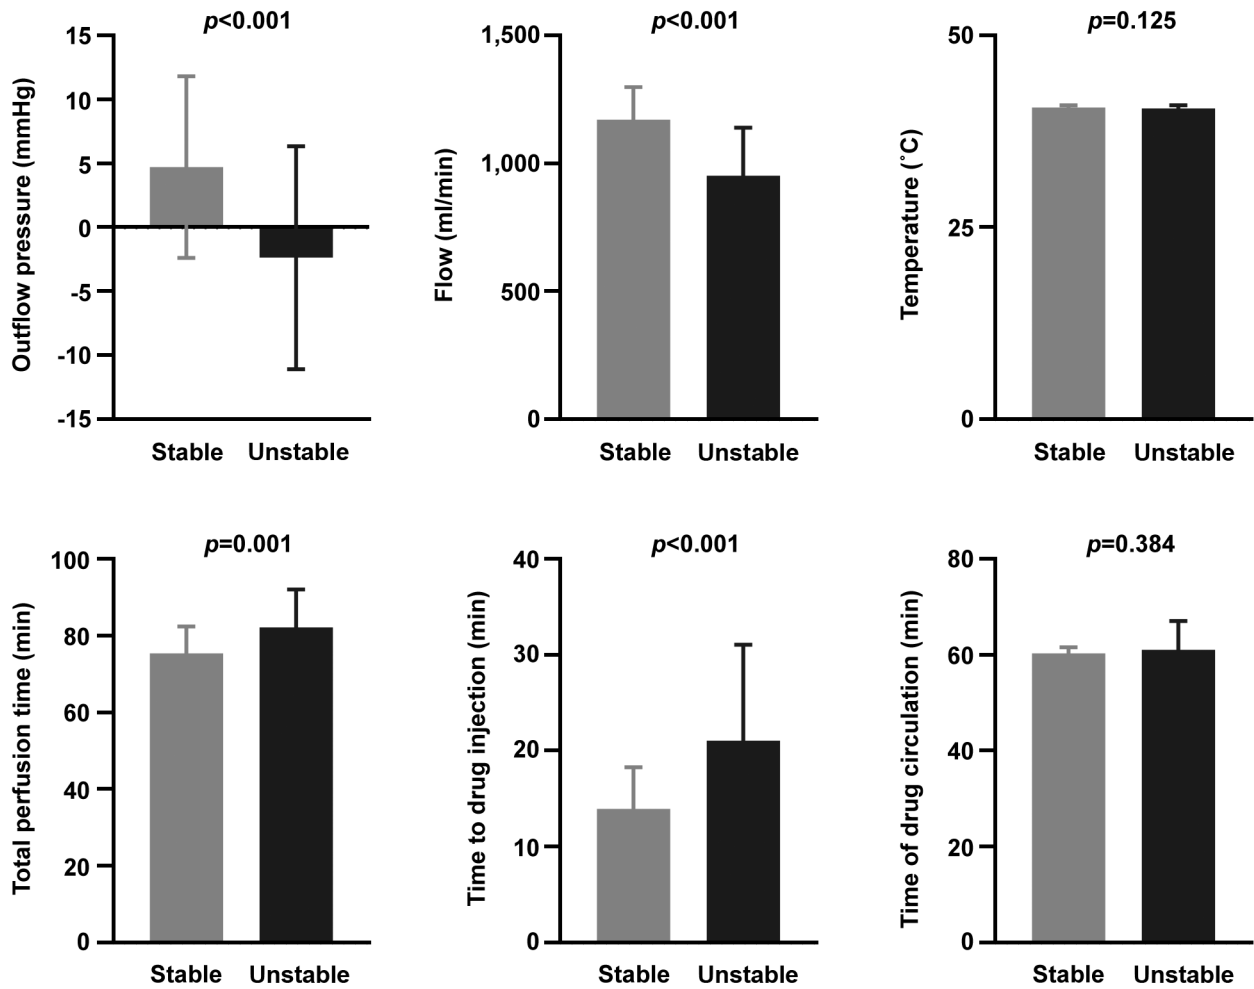 p<0.001
Outflow pressure (mmHg)
15
10
5
0
-5
-10
-15
Stable Unstable
p<0.001
Flow (ml/min)
1,500
1,000
500
0
Stable Unstable
p=0.125
Temperature (˚C)
50
25
0
Stable Unstable
p=0.001
Total perfusion time (min)
100
80
60
40
20
0
Stable Unstable
p<0.001
Time to drug injection (min)
40
30
20
10
0
Stable Unstable
p=0.384
Time of drug circulation (min)
80
60
40
20
0
Stable Unstable